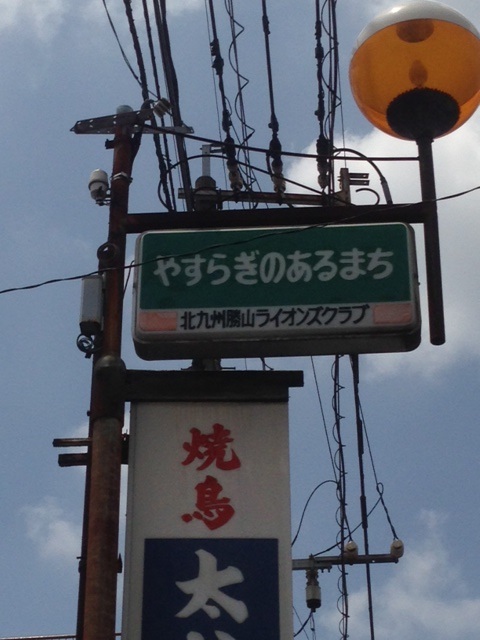 やすらぎのあるまち
北九州勝山ライオンズクラブ
焼
鳥
太